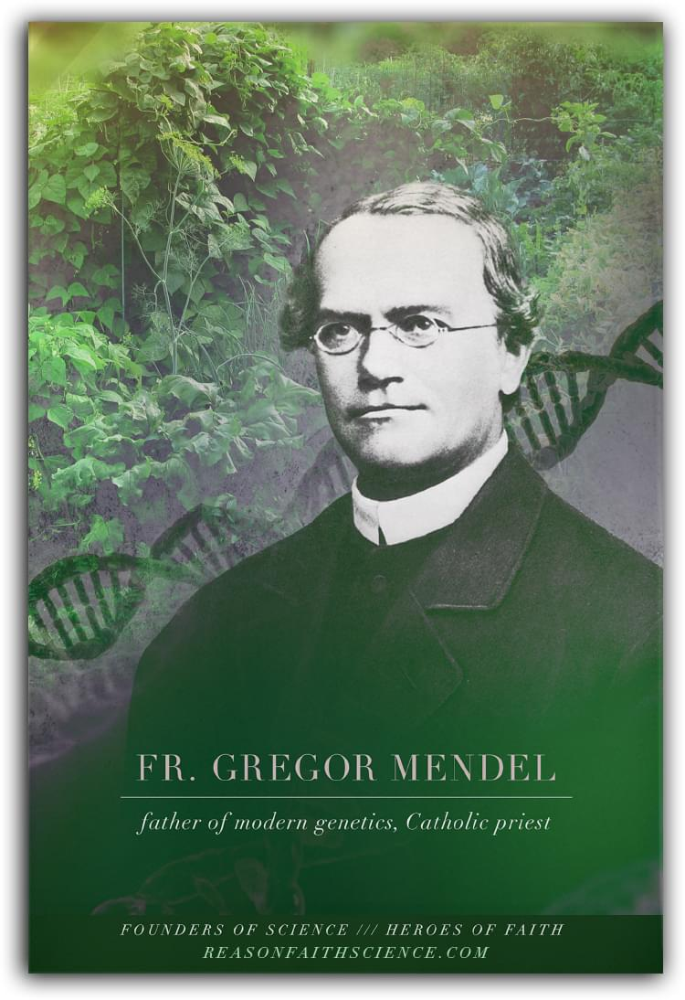 FR. GREGOR MENDEL
father of modern genetics, Catholic priest
FOUNDERS OF SCIENCE /// HEROES OF FAITH
REASONFAITHSCIENCE.COM